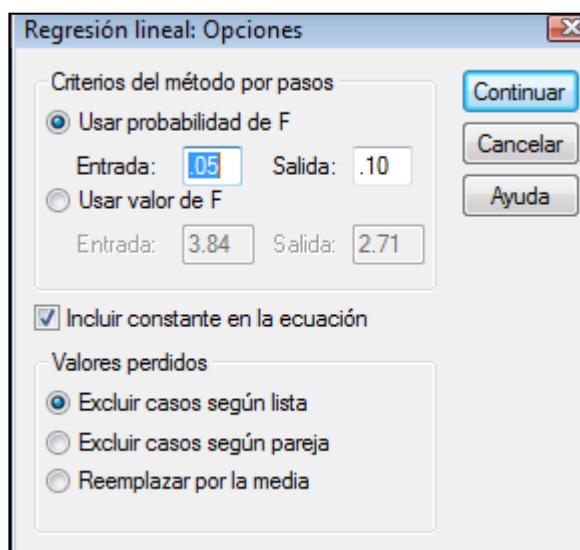 Regresión lineal: Opciones
Criterios del método por pasos
Usar probabilidad de F
Entrada: .05 Salida: .10
Usar valor de F
Entrada: 3.84 Salida: 2.71
Incluir constante en la ecuación
Valores perdidos
Excluir casos según lista
Excluir casos según pareja
Reemplazar por la media
Continuar
Cancelar
Ayuda